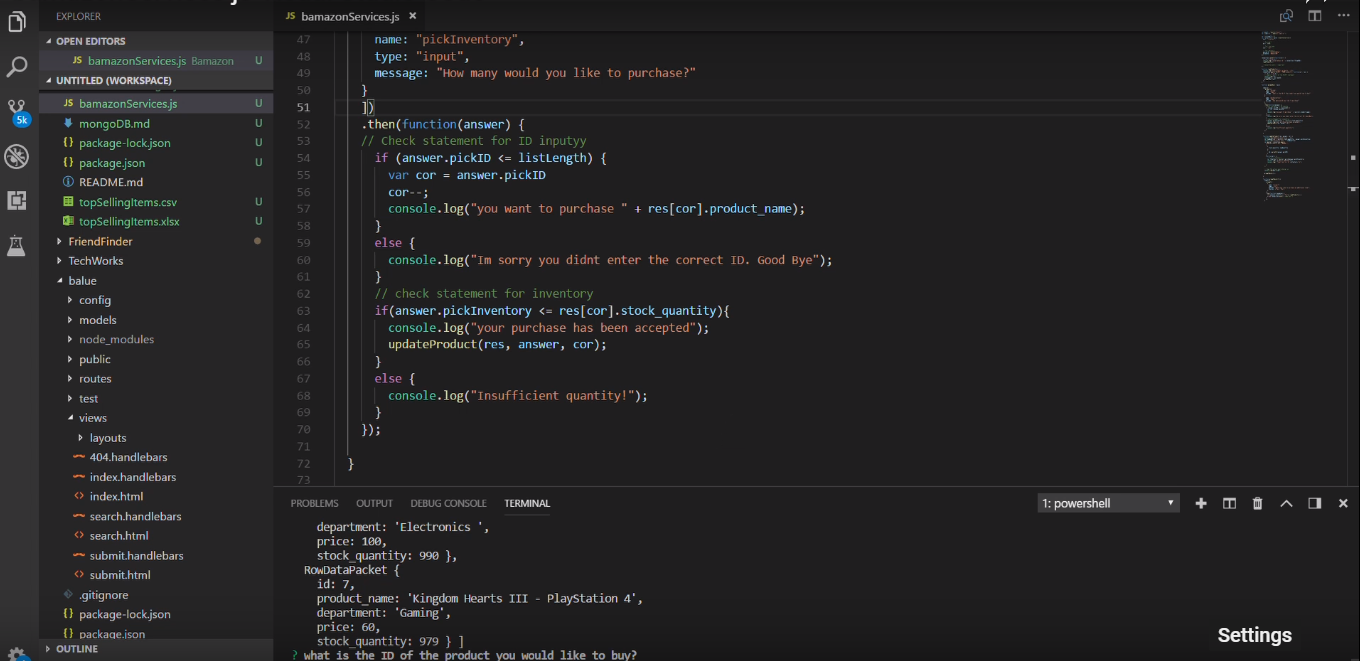 EXPLORER
OPEN EDITORS
JS bamazonServices.js Bamazon U
UNTITLED (WORKSPACE)
JS bamazonServices.js U
mongoDB.md U
{} package-lock.json U
{} package.json U
README.md
topSellingItems.csv U
topSellingItems.xlsx U
FriendFinder
TechWorks
balue
config
models
node_modules
public
routes
test
views
layouts
404.handlebars
index.handlebars
<> index.html
search.handlebars
<> search.html
submit.handlebars
<> submit.html
.gitignore
{} package-lock.json
{} package.json
OUTLINE
5k
JS bamazonServices.js ×
47 name: "pickInventory",
48 type: "input",
49 message: "How many would you like to purchase?"
50 }
51 ])
52 .then(function(answer) {
53 // Check statement for ID inputyy
54 if (answer.pickID <= listLength) {
55 var cor = answer.pickID
56 cor--;
57 console.log("you want to purchase " + res[cor].product_name);
58 }
59 else {
60 console.log("Im sorry you didnt enter the correct ID. Good Bye");
61 }
62 // check statement for inventory
63 if(answer.pickInventory <= res[cor].stock_quantity){
64 console.log("your purchase has been accepted");
65 updateProduct(res, answer, cor);
66 }
67 else {
68 console.log("Insufficient quantity!");
69 }
70 });
71
72 }
73
PROBLEMS OUTPUT DEBUG CONSOLE TERMINAL 1: powershell
department: 'Electronics ',
price: 100,
stock_quantity: 990 },
RowDataPacket {
id: 7,
product_name: 'Kingdom Hearts III - PlayStation 4',
department: 'Gaming',
price: 60,
stock_quantity: 979 } ]
? what is the ID of the product you would like to buy?
Settings